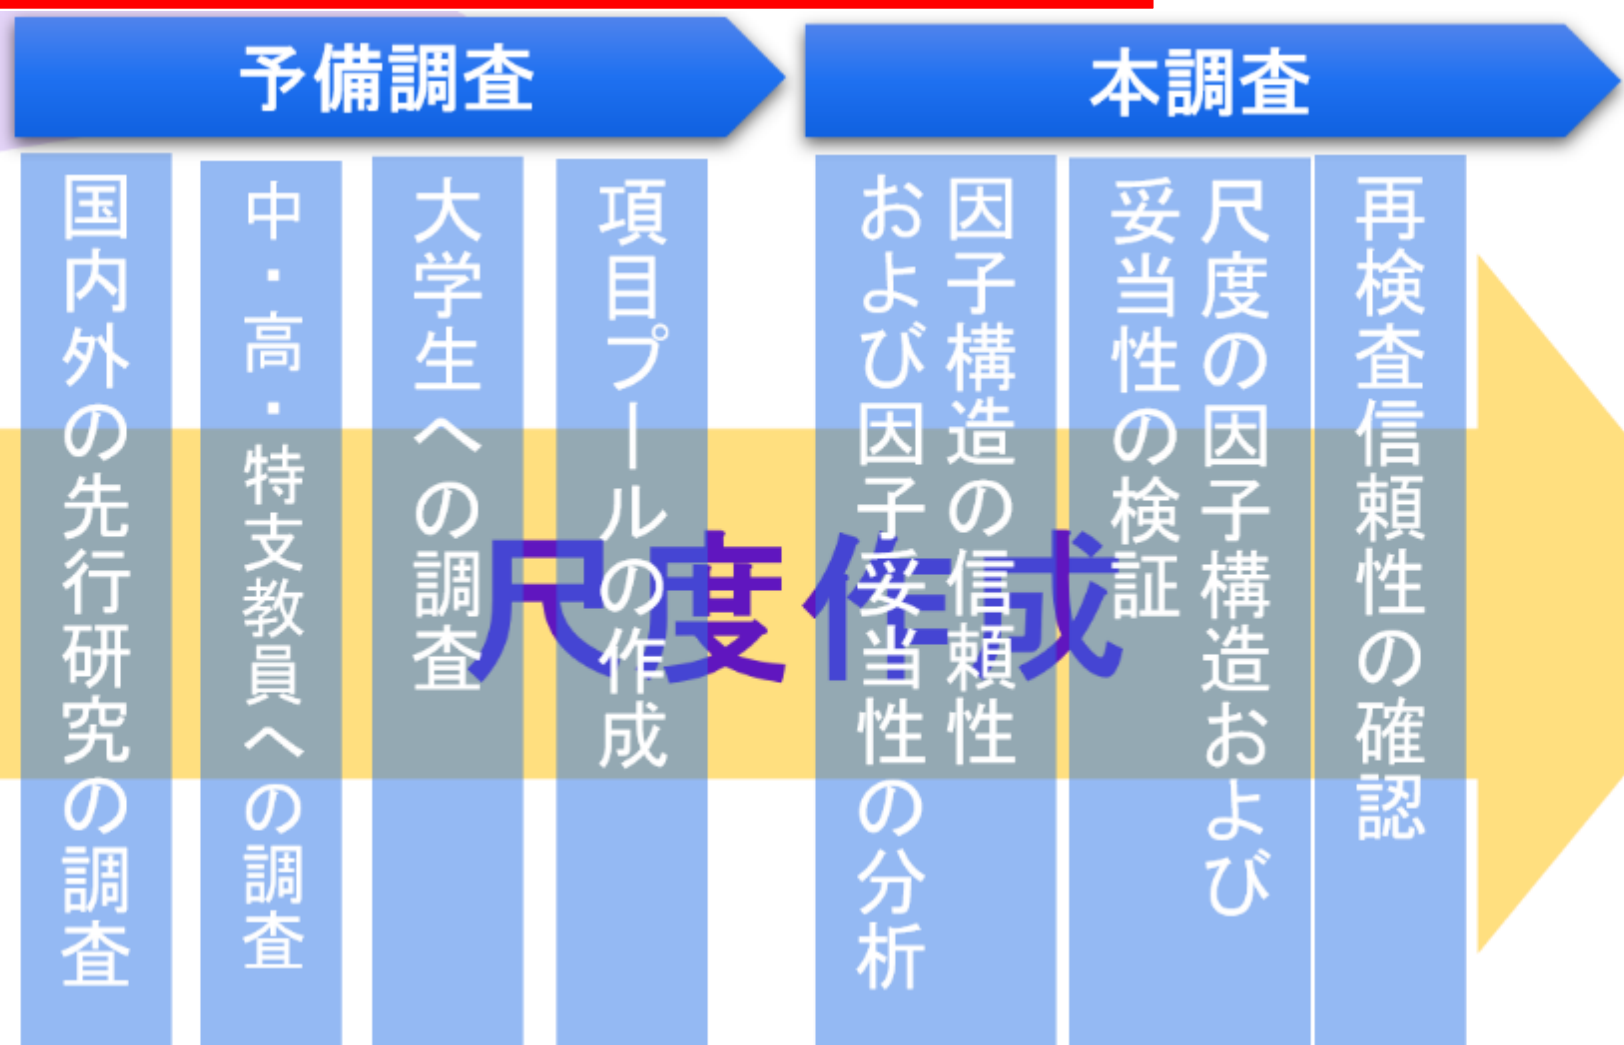 予備調査
本調査
国内外の先行研究の調査
中・高・特支教員への調査
大学生への調査
項目プールの作成
因子構造の信頼性
および因子妥当性の分析
尺度の因子構造および
妥当性の検証
再検査信頼性の確認
尺度作成